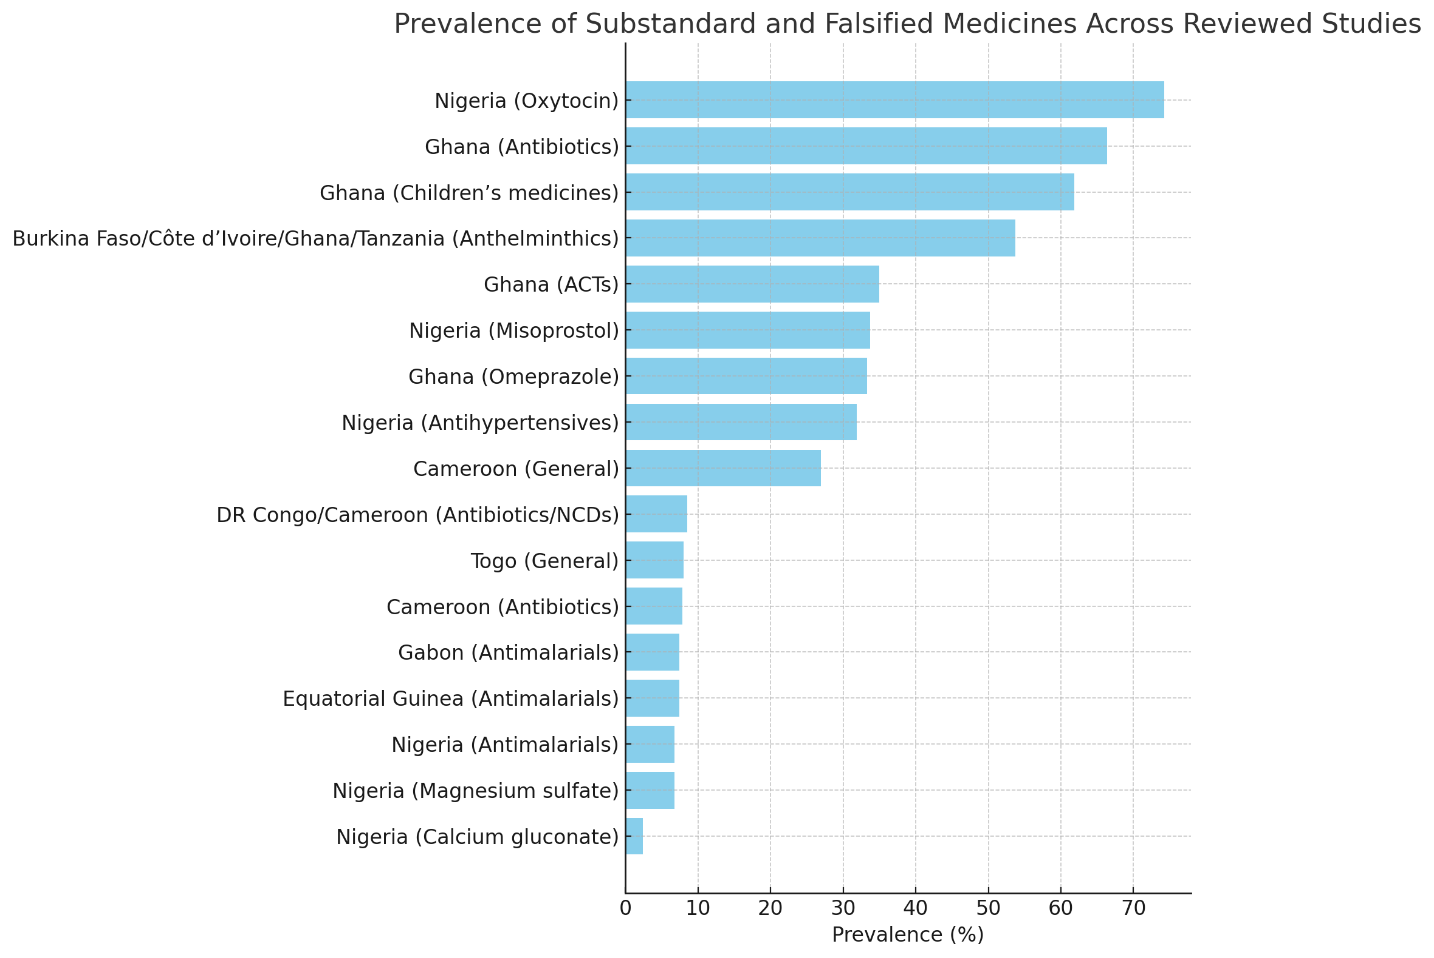 Prevalence of Substandard and Falsified Medicines Across Reviewed Studies
Nigeria (Oxytocin)
Ghana (Antibiotics)
Ghana (Children’s medicines)
Burkina Faso/Côte d’Ivoire/Ghana/Tanzania (Anthelminthics)
Ghana (ACTs)
Nigeria (Misoprostol)
Ghana (Omeprazole)
Nigeria (Antihypertensives)
Cameroon (General)
DR Congo/Cameroon (Antibiotics/NCDs)
Togo (General)
Cameroon (Antibiotics)
Gabon (Antimalarials)
Equatorial Guinea (Antimalarials)
Nigeria (Antimalarials)
Nigeria (Magnesium sulfate)
Nigeria (Calcium gluconate)
0 10 20 30 40 50 60 70
Prevalence (%)